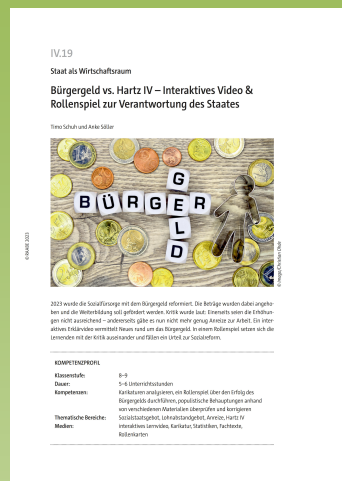 IV.19
Staat als Wirtschaftsraum
Bürgergeld vs. Hartz IV – Interaktives Video &
Rollenspiel zur Verantwortung des Staates
Timo Schuh und Anke Söller
BÜRGER
GELD
© RAABE 2023
2023 wurde die Sozialfürsorge mit dem Bürgergeld reformiert. Die Beträge wurden dabei angeho-
ben und die Weiterbildung soll gefördert werden. Kritik wurde laut: Einerseits seien die Erhöhun-
gen nicht ausreichend – andererseits gäbe es nun nicht mehr genug Anreize zur Arbeit. Ein inter-
aktives Erklärvideo vermittelt Neues rund um das Bürgergeld. In einem Rollenspiel setzen sich die
Lernenden mit der Kritik auseinander und fällen ein Urteil zur Sozialreform.
KOMPETENZPROFIL
Klassenstufe: 8–9
Dauer: 5–6 Unterrichtsstunden
Kompetenzen: Karikaturen analysieren, ein Rollenspiel über den Erfolg des
Bürgergelds durchführen, populistische Behauptungen anhand
von verschiedenen Materialien überprüfen und korrigieren
Thematische Bereiche: Sozialstaatsgebot, Lohnabstandgebot, Anreize, Hartz IV
Medien: interaktives Lernvideo, Karikatur, Statistiken, Fachtexte,
Rollenkarten